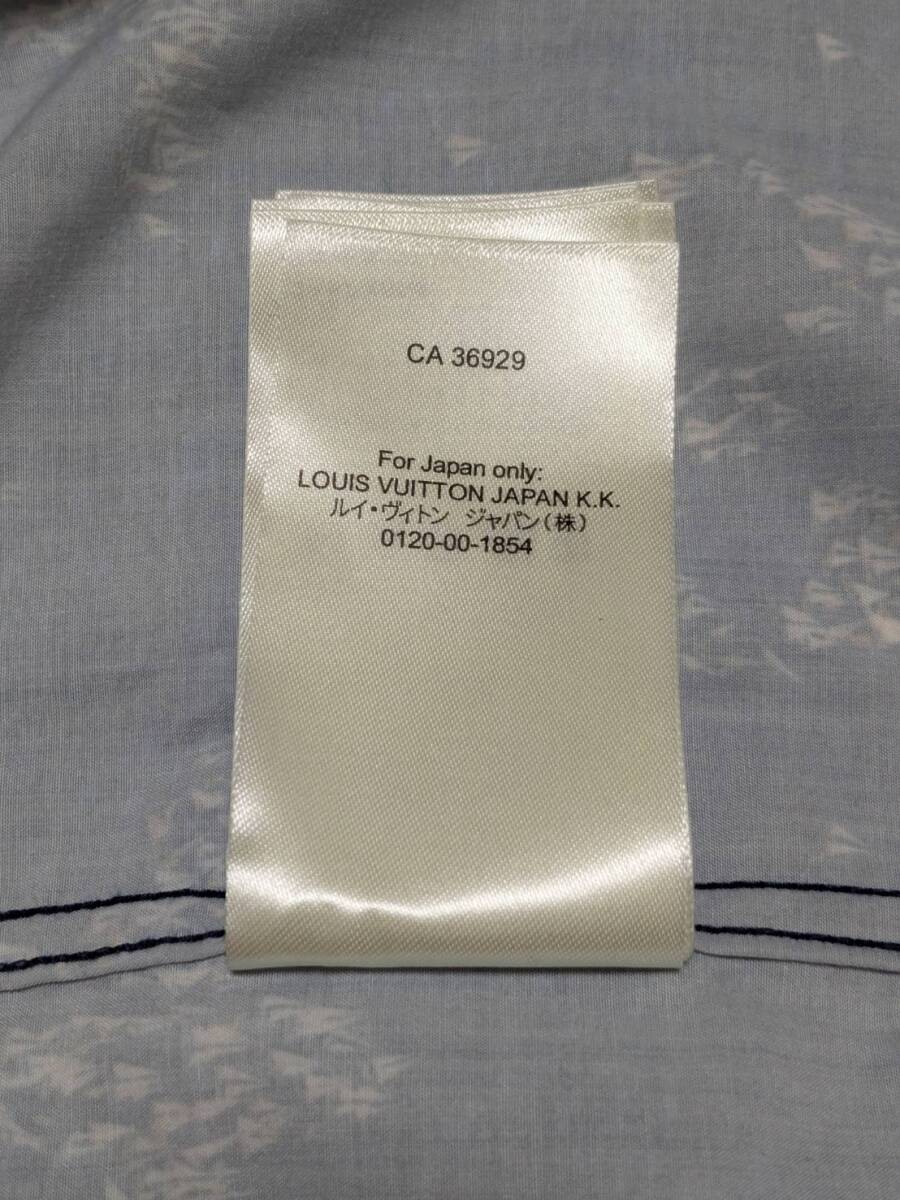 CA 36929
For Japan only:
LOUIS VUITTON JAPAN K.K.
ルイ・ヴィトン ジャパン(株)
0120-00-1854